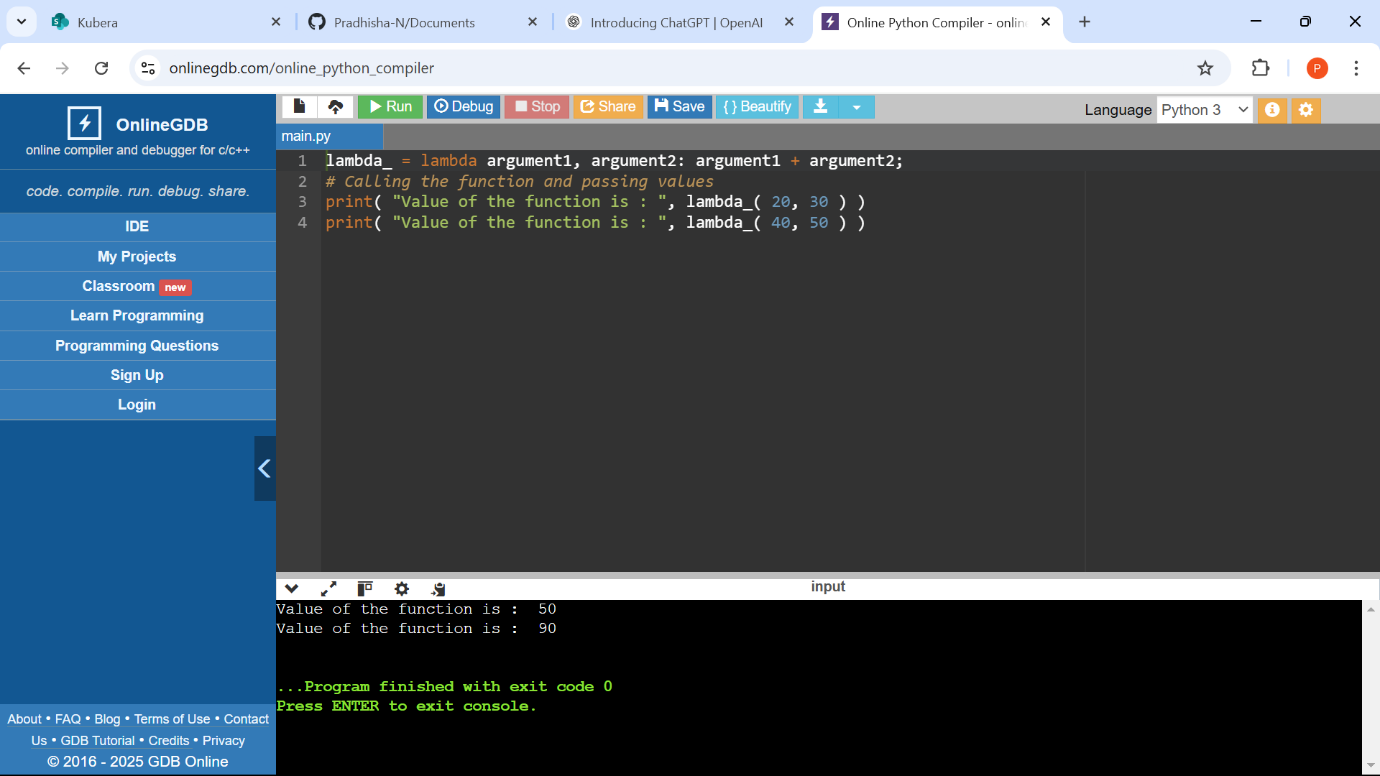 Kubera
Pradhisha-N/Documents
Introducing ChatGPT | OpenAI
Online Python Compiler - onlin
onlinegdb.com/online_python_compiler
P
OnlineGDB
online compiler and debugger for c/c++
code. compile. run. debug. share.
IDE
My Projects
Classroom new
Learn Programming
Programming Questions
Sign Up
Login
About • FAQ • Blog • Terms of Use • Contact
Us • GDB Tutorial • Credits • Privacy
© 2016 - 2025 GDB Online
Run Debug Stop Share Save { } Beautify
Language Python 3
main.py
1 lambda_ = lambda argument1, argument2: argument1 + argument2;
2 # Calling the function and passing values
3 print( "Value of the function is : ", lambda_( 20, 30 ) )
4 print( "Value of the function is : ", lambda_( 40, 50 ) )
input
Value of the function is :  50
Value of the function is :  90
...Program finished with exit code 0
Press ENTER to exit console.